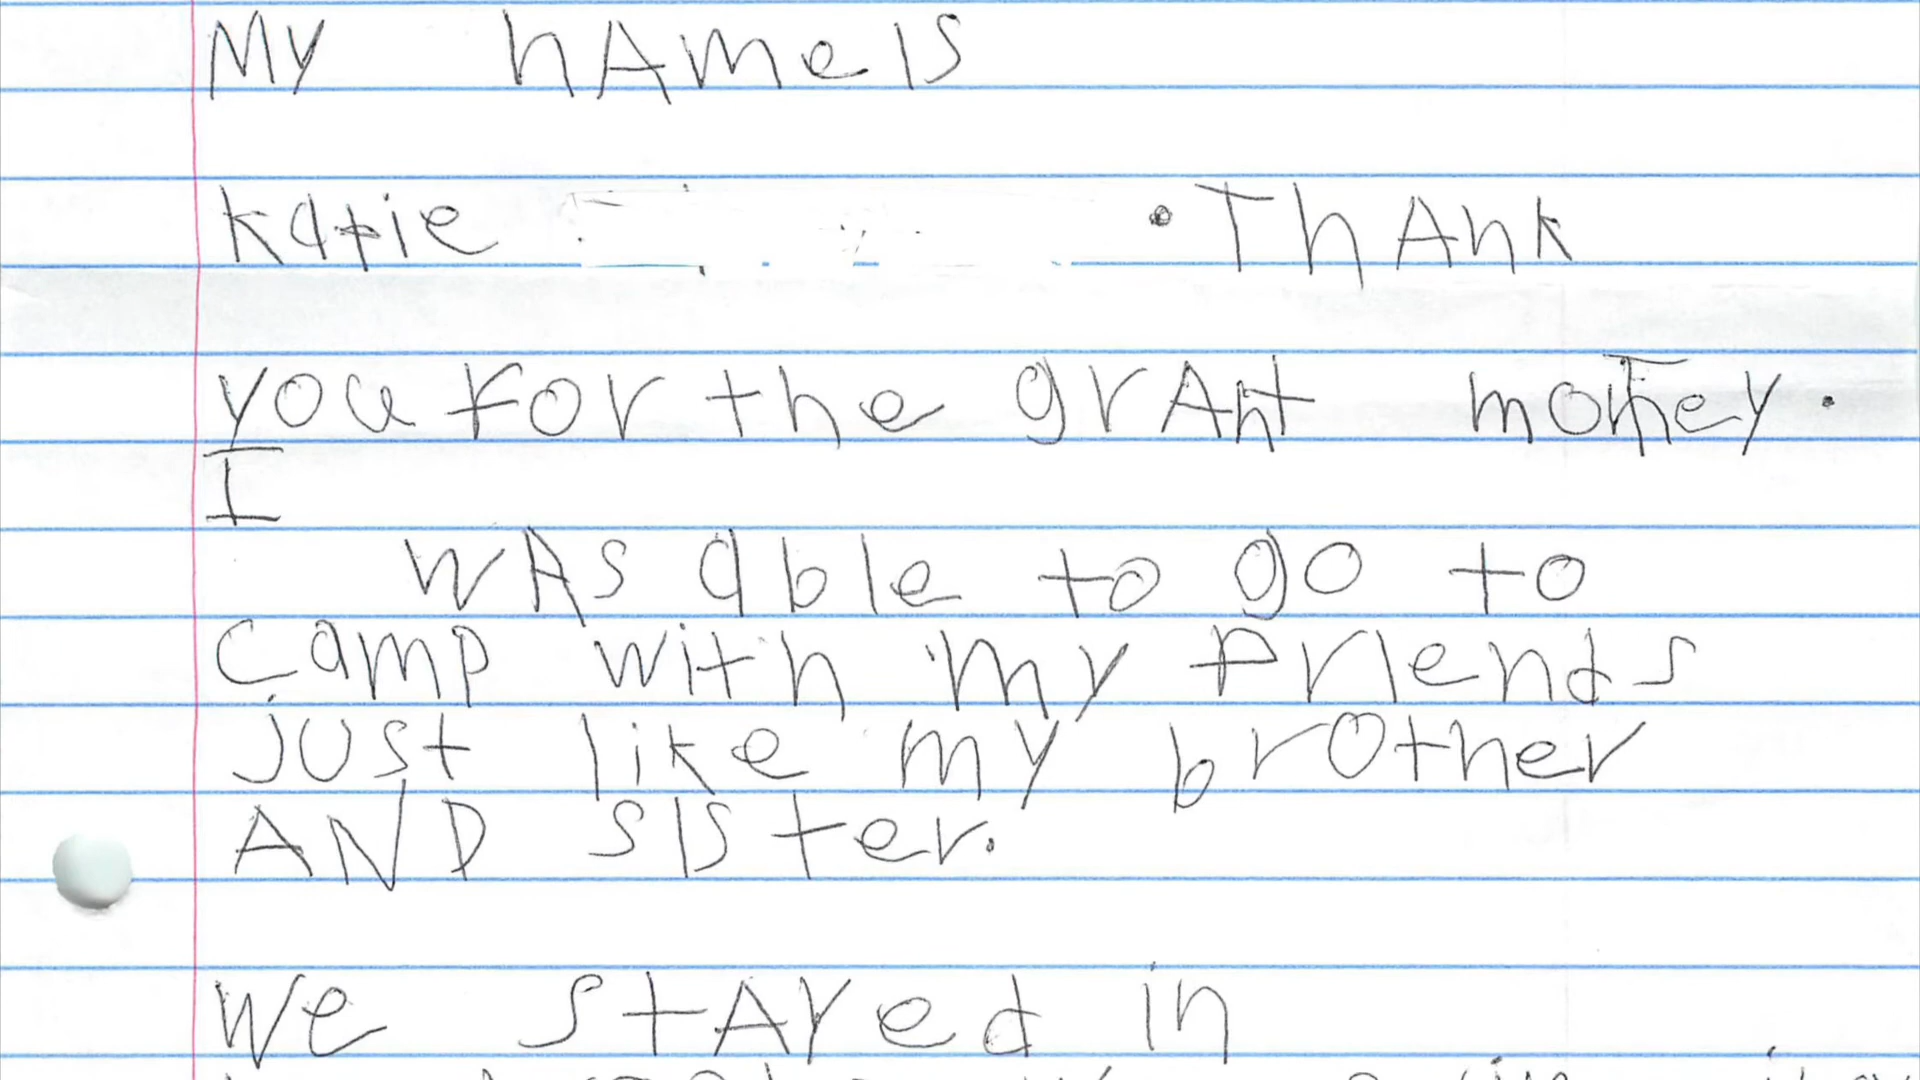 My nAme is
Katie . ThAnk
you for the grAnt money.
I
wAs able to go to
camp with my friends
just like my brother
AND sister.
We stAyed in